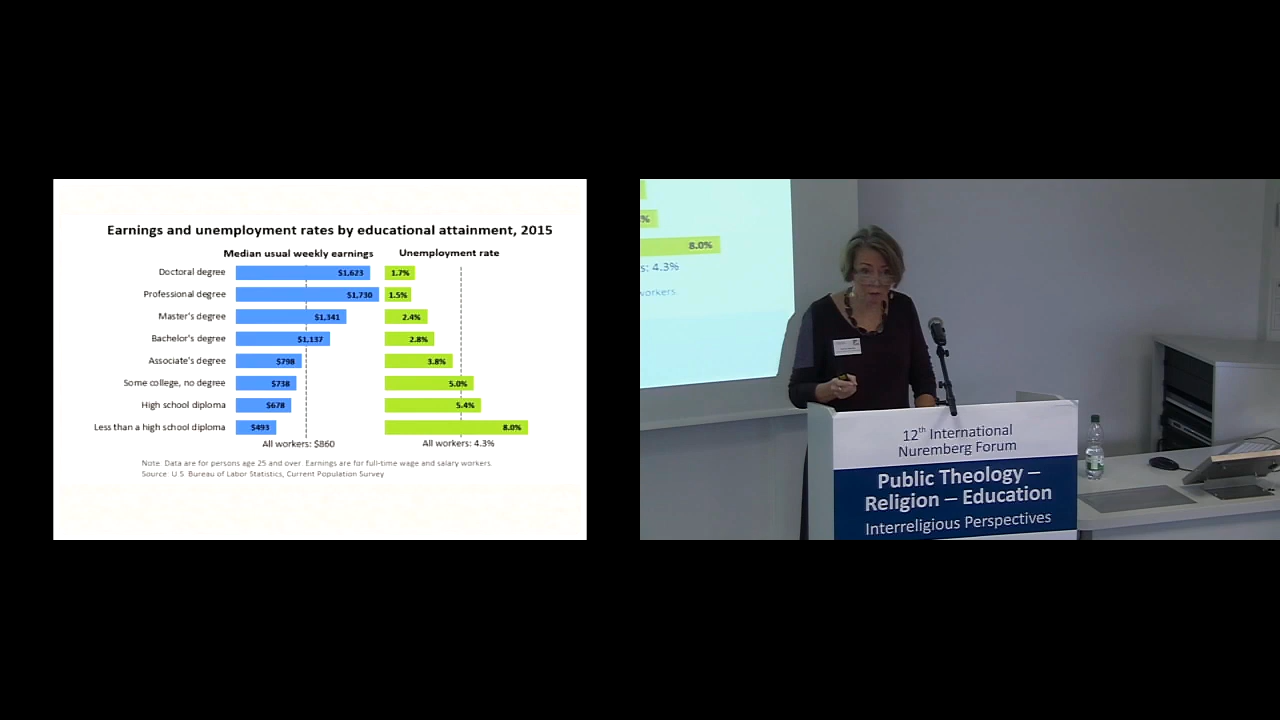 Earnings and unemployment rates by educational attainment, 2015
Median usual weekly earnings Unemployment rate
Doctoral degree $1,623 1.7%
Professional degree $1,730 1.5%
Master's degree $1,341 2.4%
Bachelor's degree $1,137 2.8%
Associate's degree $798 3.8%
Some college, no degree $738 5.0%
High school diploma $678 5.4%
Less than a high school diploma $493 8.0%
All workers: $860 All workers: 4.3%
Note: Data are for persons age 25 and over. Earnings are for full-time wage and salary workers.
Source: U.S. Bureau of Labor Statistics, Current Population Survey
%
8.0%
s: 4.3%
workers
12th International
Nuremberg Forum
Public Theology –
Religion – Education
Interreligious Perspectives